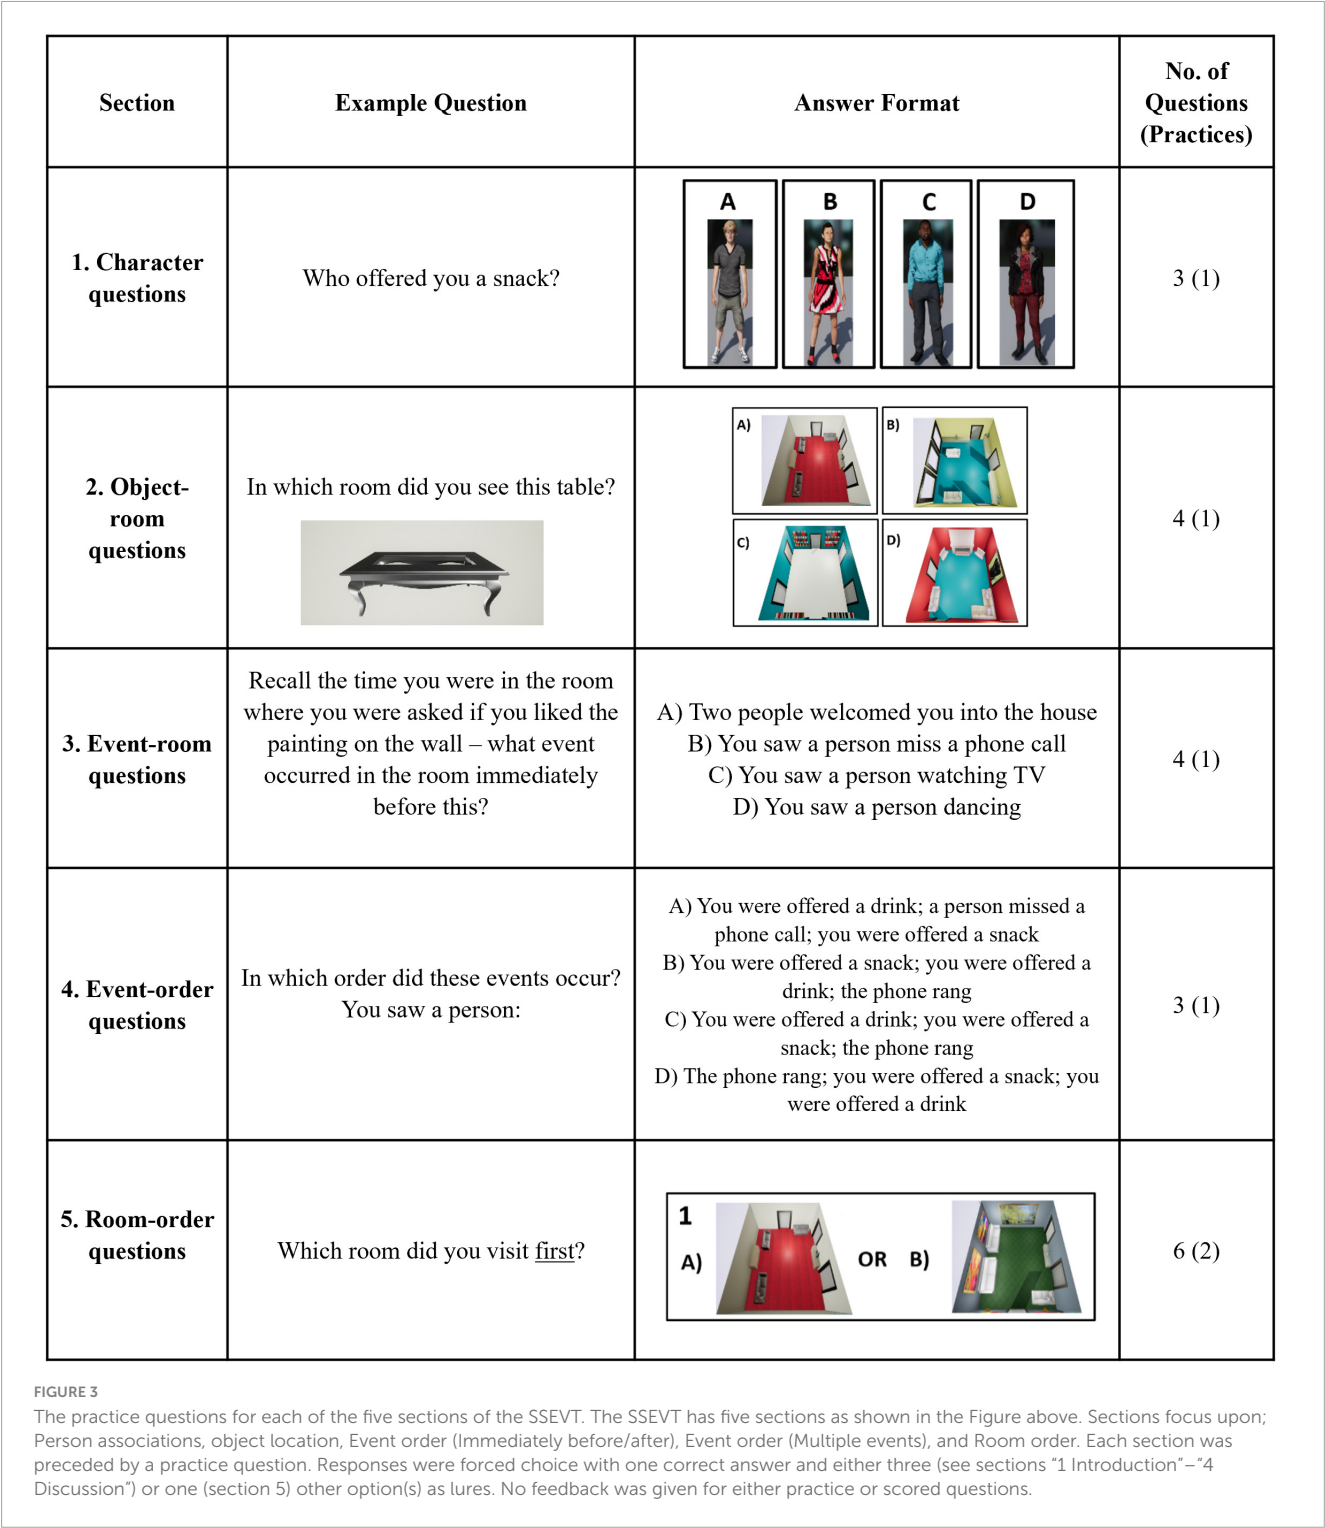 Section
Example Question
Answer Format
No. of
Questions
(Practices)
1. Character
questions
Who offered you a snack?
A B C D
3 (1)
2. Object-
room
questions
In which room did you see this table?
A) B)
C) D)
4 (1)
3. Event-room
questions
Recall the time you were in the room
where you were asked if you liked the
painting on the wall – what event
occurred in the room immediately
before this?
A) Two people welcomed you into the house
B) You saw a person miss a phone call
C) You saw a person watching TV
D) You saw a person dancing
4 (1)
4. Event-order
questions
In which order did these events occur?
You saw a person:
A) You were offered a drink; a person missed a
phone call; you were offered a snack
B) You were offered a snack; you were offered a
drink; the phone rang
C) You were offered a drink; you were offered a
snack; the phone rang
D) The phone rang; you were offered a snack; you
were offered a drink
3 (1)
5. Room-order
questions
Which room did you visit first?
1
A) OR B)
6 (2)
FIGURE 3
The practice questions for each of the five sections of the SSEVT. The SSEVT has five sections as shown in the Figure above. Sections focus upon;
Person associations, object location, Event order (Immediately before/after), Event order (Multiple events), and Room order. Each section was
preceded by a practice question. Responses were forced choice with one correct answer and either three (see sections “1 Introduction”–“4
Discussion”) or one (section 5) other option(s) as lures. No feedback was given for either practice or scored questions.